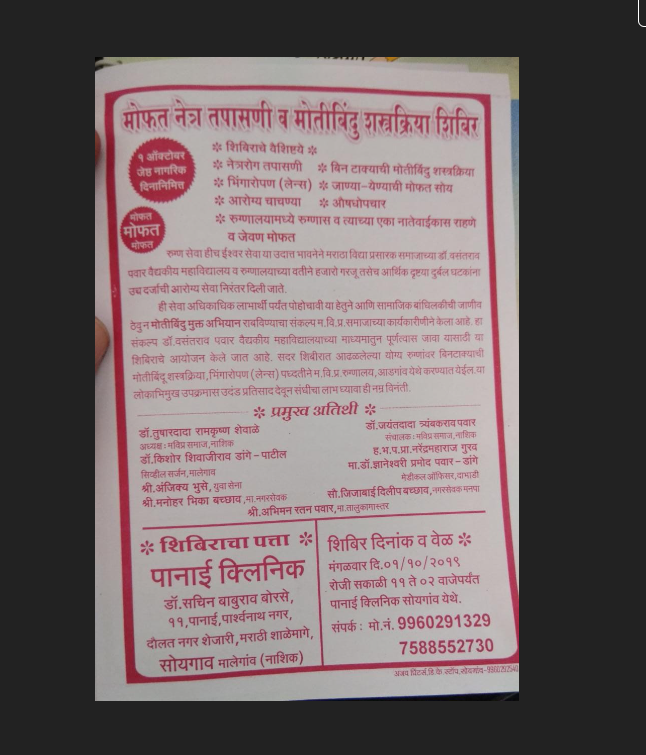 मोफत नेत्र तपासणी व मोतीबिंदु शस्त्रक्रिया शिबिर
१ ऑक्टोबर
जेष्ठ नागरिक
दिनानिमित्त
मोफत
मोफत
मोफत
✻ शिबिराचे वैशिष्टये ✻
✻ नेत्ररोग तपासणी ✻ बिन टाक्याची मोतीबिंदु शस्त्रक्रिया
✻ भिंगारोपण (लेन्स) ✻ जाण्या-येण्याची मोफत सोय
✻ आरोग्य चाचण्या ✻ औषधोपचार
✻ रुग्णालयामध्ये रुग्णास व त्याच्या एका नातेवाईकास राहणे
व जेवण मोफत
रुग्ण सेवा हीच ईश्वर सेवा या उदात्त भावनेने मराठा विद्या प्रसारक समाजाच्या डॉ.वसंतराव
पवार वैद्यकीय महाविद्यालय व रुग्णालयाच्या वतीने हजारो गरजू तसेच आर्थिक दृष्टया दुर्बल घटकांना
उच्च दर्जाची आरोग्य सेवा निरंतर दिली जाते.
ही सेवा अधिकाधिक लाभार्थी पर्यंत पोहोचावी या हेतुने आणि सामाजिक बांधिलकीची जाणीव
ठेवुन मोतीबिंदु मुक्त अभियान राबविण्याचा संकल्प म.वि.प्र.समाजाच्या कार्यकारीणीने केला आहे. हा
संकल्प डॉ.वसंतराव पवार वैद्यकीय महाविद्यालयाच्या माध्यमातुन पूर्णत्वास जावा यासाठी या
शिबिराचे आयोजन केले जात आहे. सदर शिबीरात आढळलेल्या योग्य रुग्णांवर बिनटाक्याची
मोतीबिंदू शस्त्रक्रिया,भिंगारोपण (लेन्स) पध्दतीने म.वि.प्र.रुग्णालय,आडगांव येथे करण्यात येईल.या
लोकाभिमुख उपक्रमास उदंड प्रतिसाद देवून संधीचा लाभ घ्यावा ही नम्र विनंती.
✻ प्रमुख अतिथी ✻
डॉ.तुषारदादा रामकृष्ण शेवाळे
अध्यक्ष : मविप्र समाज,नाशिक
डॉ.किशोर शिवाजीराव डांगे-पाटील
सिव्हील सर्जन,मालेगाव
श्री.अंजिक्य भुसे, युवा सेना
श्री.मनोहर भिका बच्छाव,मा.नगरसेवक
डॉ.जयंतदादा त्र्यंबकराव पवार
संचालक : मविप्र समाज,नाशिक
ह.भ.प.प्रा.नरेंद्रमहाराज गुरव
मा.डॉ.ज्ञानेश्वरी प्रमोद पवार-डांगे
मेडीकल ऑफिसर,दाभाडी
सौ.जिजाबाई दिलीप बच्छाव,नगरसेवक मनपा
श्री.अभिमन रतन पवार,मा.तालुकामास्तर
✻ शिबिराचा पत्ता ✻
पानाई क्लिनिक
डॉ.सचिन बाबुराव बोरसे,
११,पानाई,पार्श्वनाथ नगर,
दौलत नगर शेजारी,मराठी शाळेमागे,
सोयगाव मालेगांव (नाशिक)
शिबिर दिनांक व वेळ ✻
मंगळवार दि.०१/१०/२०१९
रोजी सकाळी ११ ते ०२ वाजेपर्यंत
पानाई क्लिनिक सोयगांव येथे.
संपर्क : मो.नं. 9960291329
7588552730